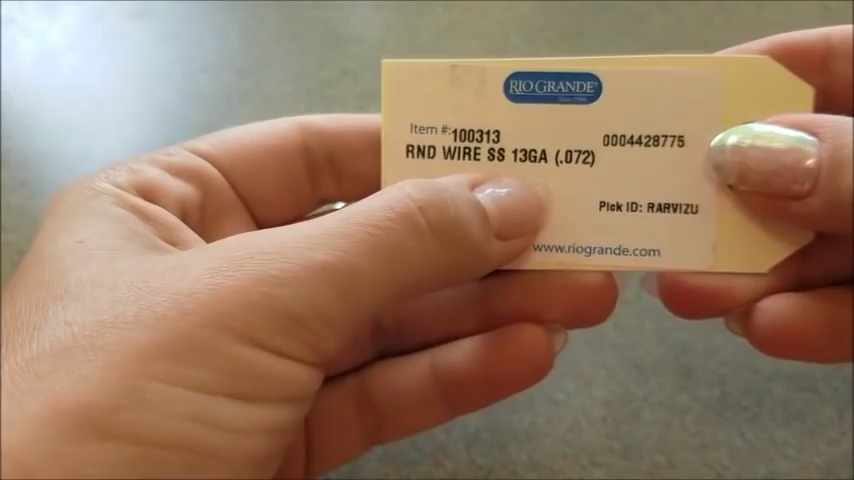 RIO GRANDE
Item #:100313
0004428775
RND WIRE SS 13GA (.072)
Pick ID: RARVIZU
www.riogrande.com